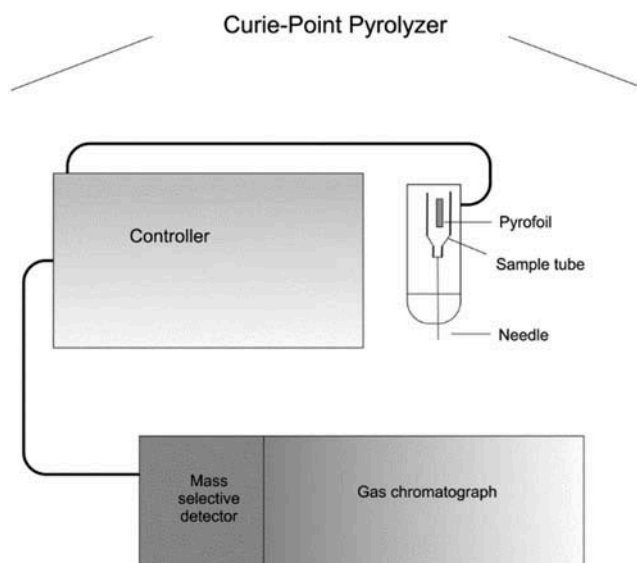 Curie-Point Pyrolyzer
Controller
Pyrofoil
Sample tube
Needle
Mass
selective
detector
Gas chromatograph